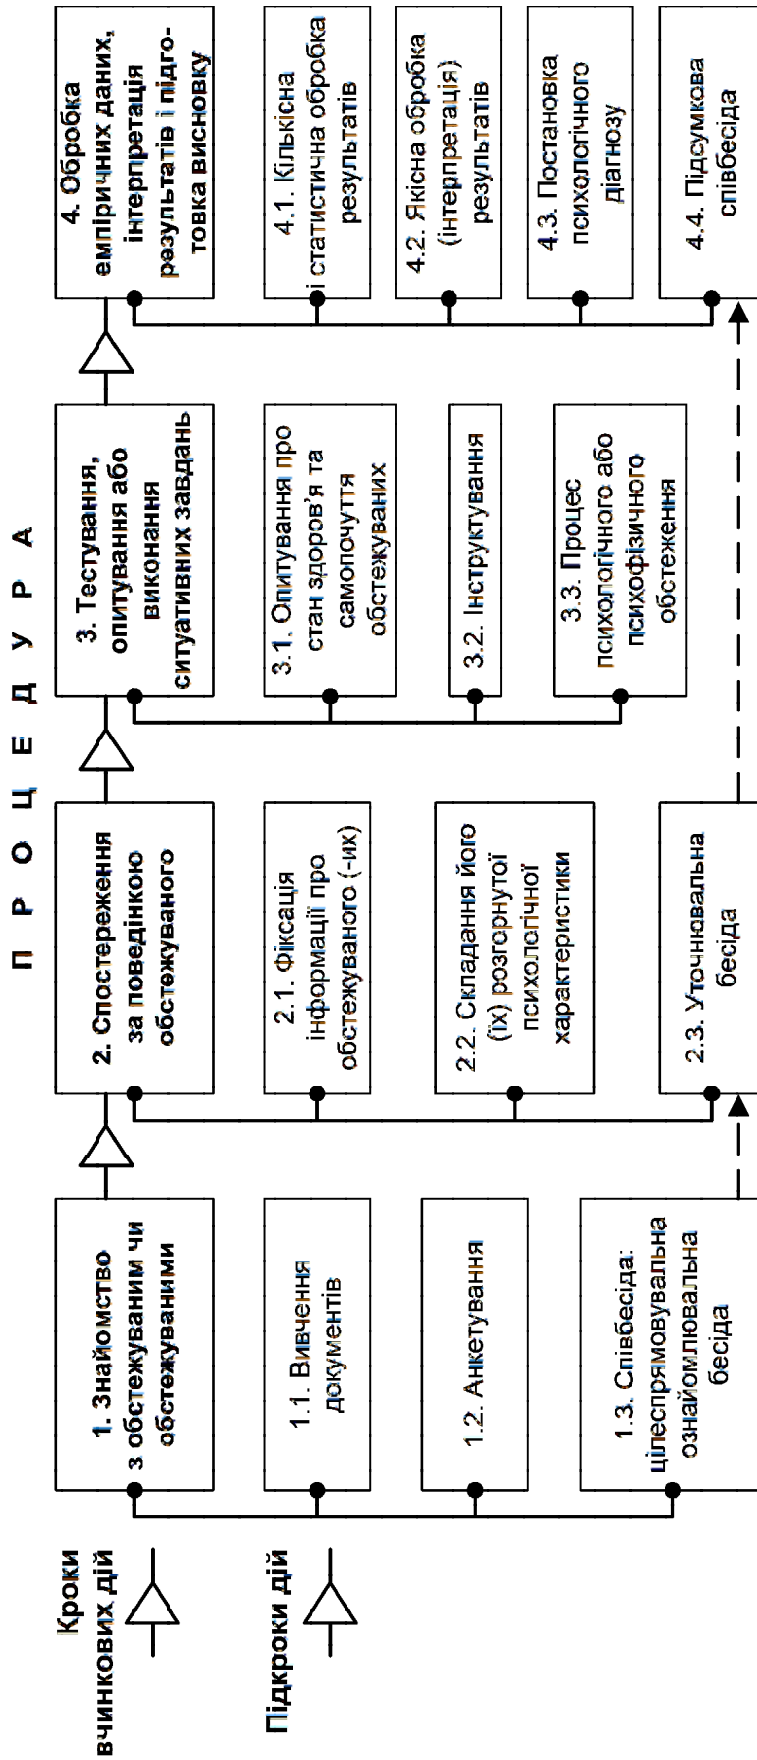 П Р О Ц Е Д У Р А
Кроки
вчинкових дій
1. Знайомство
з обстежуваним чи
обстежуваними
2. Спостереження
за поведінкою
обстежуваного
3. Тестування,
опитування або
виконання
ситуативних завдань
4. Обробка
емпіричних даних,
інтерпретація
результатів і підго-
товка висновку
Підкроки дій
1.1. Вивчення
документів
1.2. Анкетування
1.3. Співбесіда:
цілеспрямовувальна
ознайомлювальна
бесіда
2.1. Фіксація
інформації про
обстежуваного (-их)
2.2. Складання його
(їх) розгорнутої
психологічної
характеристики
2.3. Уточнювальна
бесіда
3.1. Опитування про
стан здоров'я та
самопочуття
обстежуваних
3.2. Інструктування
3.3. Процес
психологічного або
психофізичного
обстеження
4.1. Кількісна
і статистична обробка
результатів
4.2. Якісна обробка
(інтерпретація)
результатів
4.3. Постановка
психологічного
діагнозу
4.4. Підсумкова
співбесіда